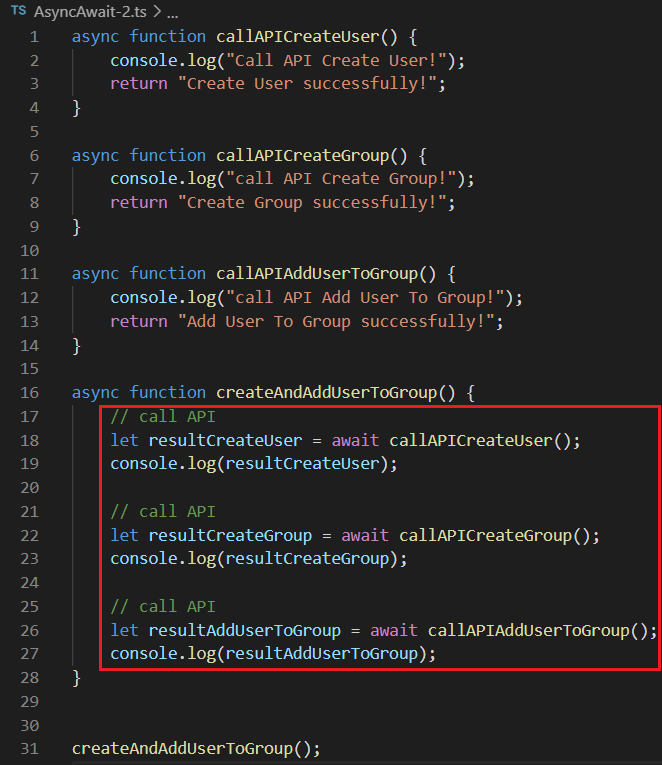 TS AsyncAwait-2.ts > ...
1 async function callAPICreateUser() {
2 console.log("Call API Create User!");
3 return "Create User successfully!";
4 }
5
6 async function callAPICreateGroup() {
7 console.log("call API Create Group!");
8 return "Create Group successfully!";
9 }
10
11 async function callAPIAddUserToGroup() {
12 console.log("call API Add User To Group!");
13 return "Add User To Group successfully!";
14 }
15
16 async function createAndAddUserToGroup() {
17 // call API
18 let resultCreateUser = await callAPICreateUser();
19 console.log(resultCreateUser);
20
21 // call API
22 let resultCreateGroup = await callAPICreateGroup();
23 console.log(resultCreateGroup);
24
25 // call API
26 let resultAddUserToGroup = await callAPIAddUserToGroup();
27 console.log(resultAddUserToGroup);
28 }
29
30
31 createAndAddUserToGroup();